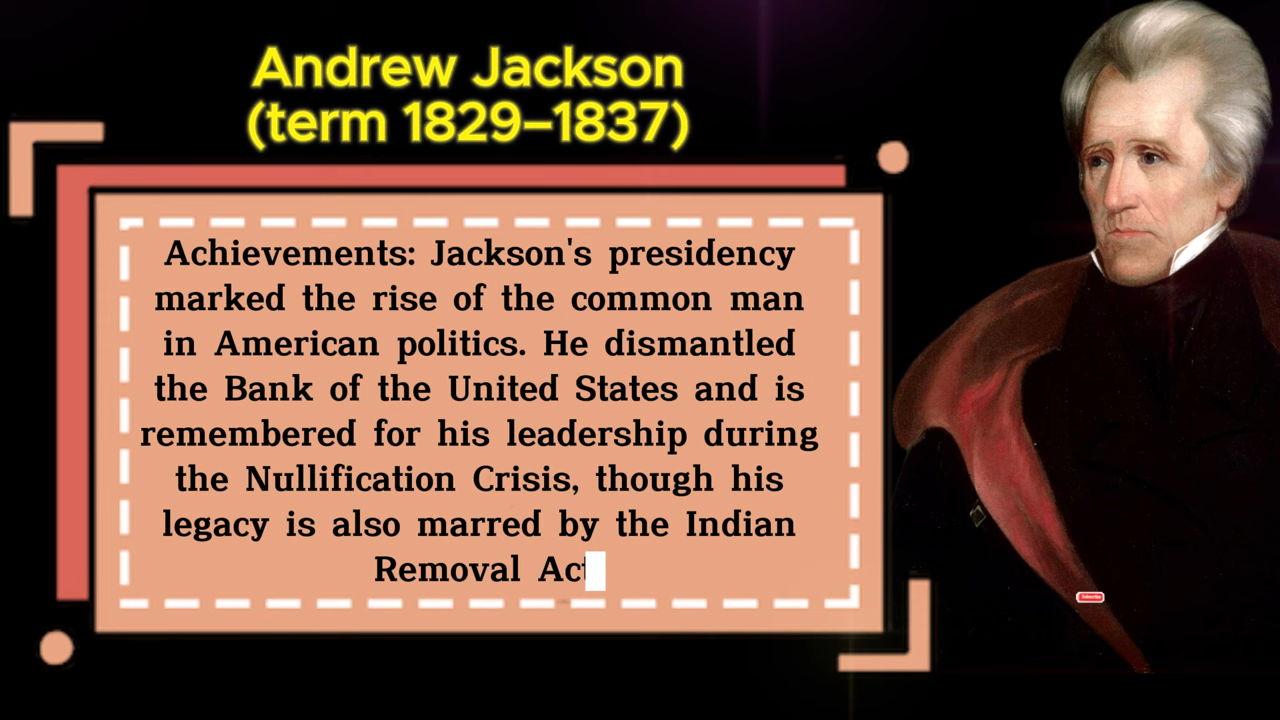 Andrew Jackson
(term 1829–1837)
Achievements: Jackson's presidency
marked the rise of the common man
in American politics. He dismantled
the Bank of the United States and is
remembered for his leadership during
the Nullification Crisis, though his
legacy is also marred by the Indian
Removal Act
Subscribe